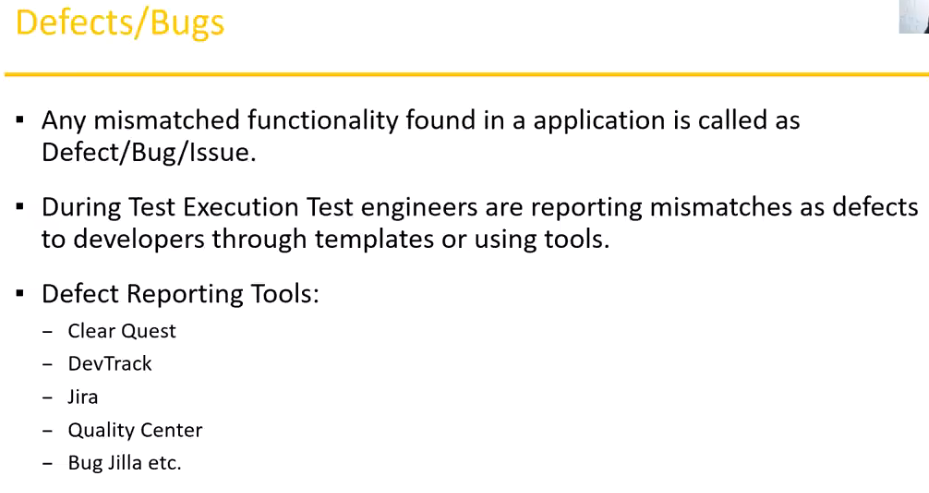 Defects/Bugs
▪ Any mismatched functionality found in a application is called as
Defect/Bug/Issue.
▪ During Test Execution Test engineers are reporting mismatches as defects
to developers through templates or using tools.
▪ Defect Reporting Tools:
– Clear Quest
– DevTrack
– Jira
– Quality Center
– Bug Jilla etc.